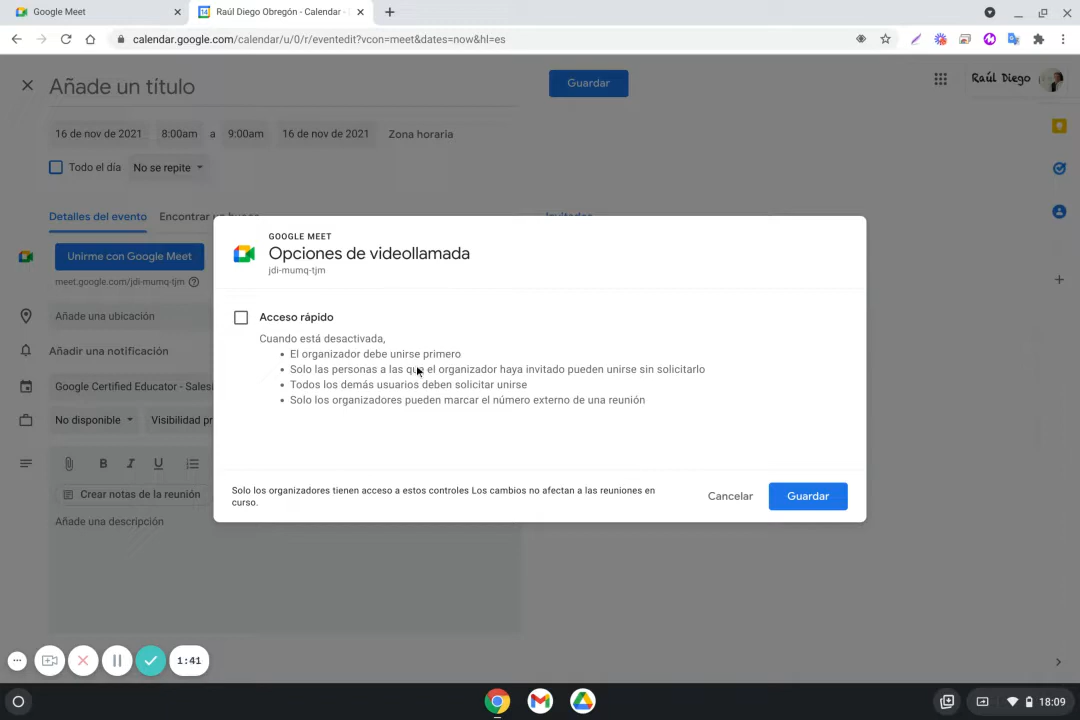 Google Meet
Raúl Diego Obregón - Calendar -
calendar.google.com/calendar/u/0/r/eventedit?vcon=meet&dates=now&hl=es
Añade un título
Guardar
Raúl Diego
16 de nov de 2021 8:00am a 9:00am 16 de nov de 2021 Zona horaria
Todo el día No se repite
Detalles del evento Encontrar un hueco
Invitados
Unirme con Google Meet
meet.google.com/jdi-mumq-tjm
Añade una ubicación
Añadir una notificación
Google Certified Educator - Salesi
No disponible Visibilidad pr
Crear notas de la reunión
Añade una descripción
GOOGLE MEET
Opciones de videollamada
jdi-mumq-tjm
Acceso rápido
Cuando está desactivada,
• El organizador debe unirse primero
• Solo las personas a las que el organizador haya invitado pueden unirse sin solicitarlo
• Todos los demás usuarios deben solicitar unirse
• Solo los organizadores pueden marcar el número externo de una reunión
Solo los organizadores tienen acceso a estos controles Los cambios no afectan a las reuniones en
curso.
Cancelar
Guardar
1:41
18:09